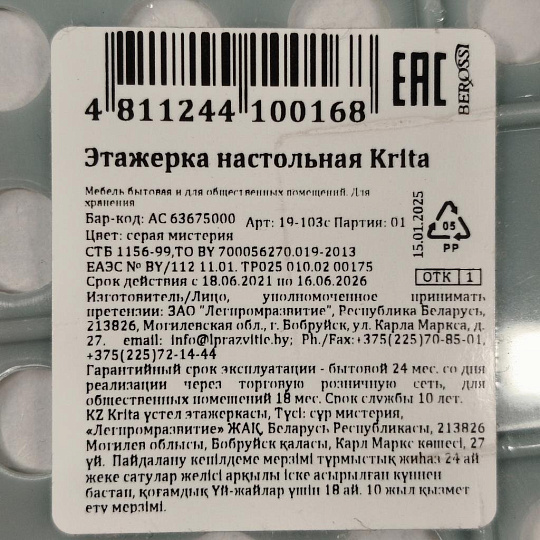 4 811244 100168
EAC
BEROSSI
Этажерка настольная Krita
Мебель бытовая и для общественных помещений. Для
хранения
Бар-код: АС 63675000 Арт: 19-103с Партия: 01
Цвет: серая мистерия
СТБ 1156-99,ТО BY 700056270.019-2013
ЕАЭС № BY/112 11.01. ТР025 010.02 00175
Срок действия с 18.06.2021 по 16.06.2026
15.01.2025
05
PP
ОТК 1
Изготовитель/Лицо, уполномоченное принимать
претензии: ЗАО "Легпромразвитие", Республика Беларусь,
213826, Могилевская обл., г. Бобруйск, ул. Карла Маркса, д.
27. email: info@lprazvitie.by; Ph./Fax:+375(225)70-85-01,
+375(225)72-14-44
Гарантийный срок эксплуатации - бытовой 24 мес. со дня
реализации через торговую розничную сеть, для
общественных помещений 18 мес. Срок службы 10 лет.
KZ Krita үстел этажеркасы, Түсі: сұр мистерия,
«Легпромразвитие» ЖАҚ, Беларусь Республикасы, 213826
Могилев облысы, Бобруйск қаласы, Карл Маркс көшесі, 27
үй. Пайдалану кепілдеме мерзімі тұрмыстық жиһаз 24 ай
жеке сатулар желісі арқылы іске асырылған күннен
бастап, қоғамдық Үй-жайлар үшін 18 ай. 10 жыл қызмет
ету мерзімі.